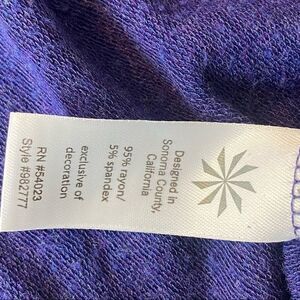 Designed in
Sonoma County,
California
95% rayon/
5% spandex
exclusive of
decoration
RN #54023
Style #982777